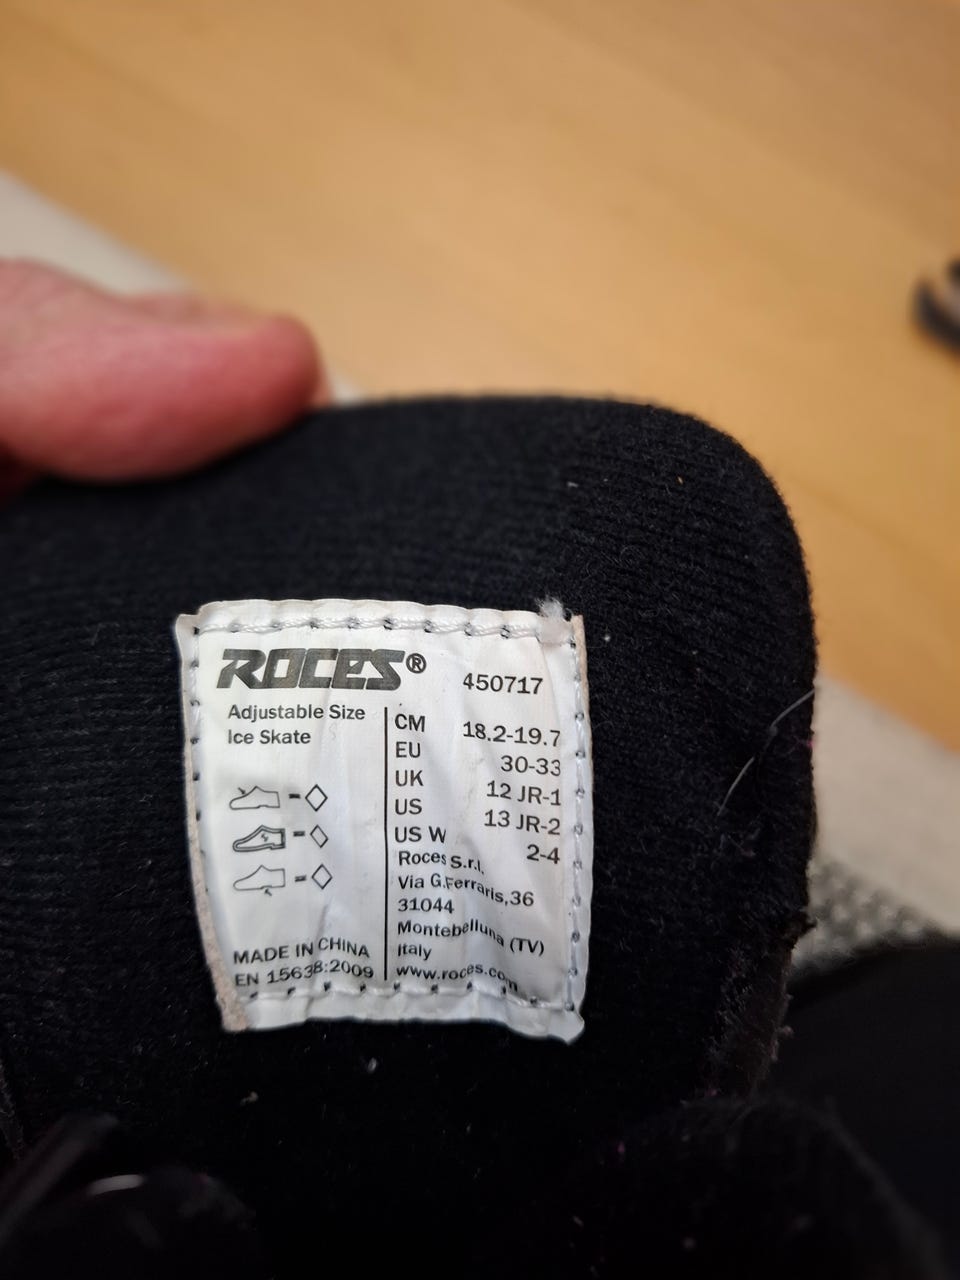 ROCES® 450717
Adjustable Size
Ice Skate
CM 18.2-19.7
EU 30-33
UK 12 JR-1
US 13 JR-2
US W 2-4
Roces S.r.l.
Via G.Ferraris,36
31044
Montebelluna (TV)
Italy
www.roces.com
MADE IN CHINA
EN 15638:2009